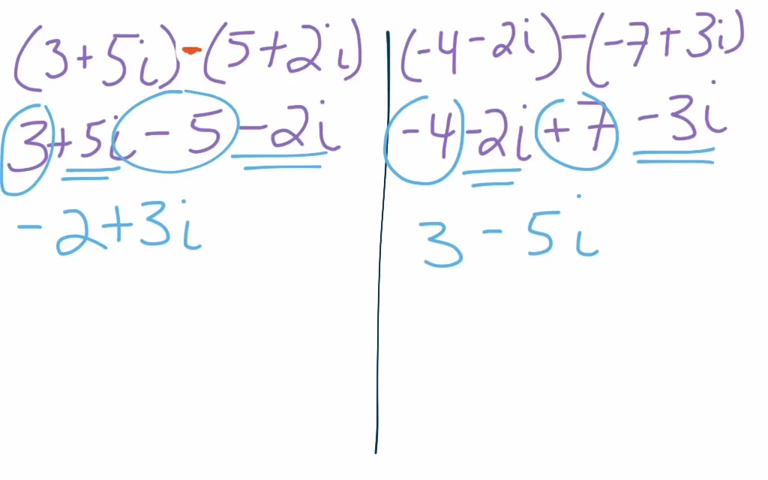 (3+5i)-(5+2i)
3+5i-5-2i
-2+3i
(-4-2i)-(-7+3i)
-4-2i+7-3i
3-5i